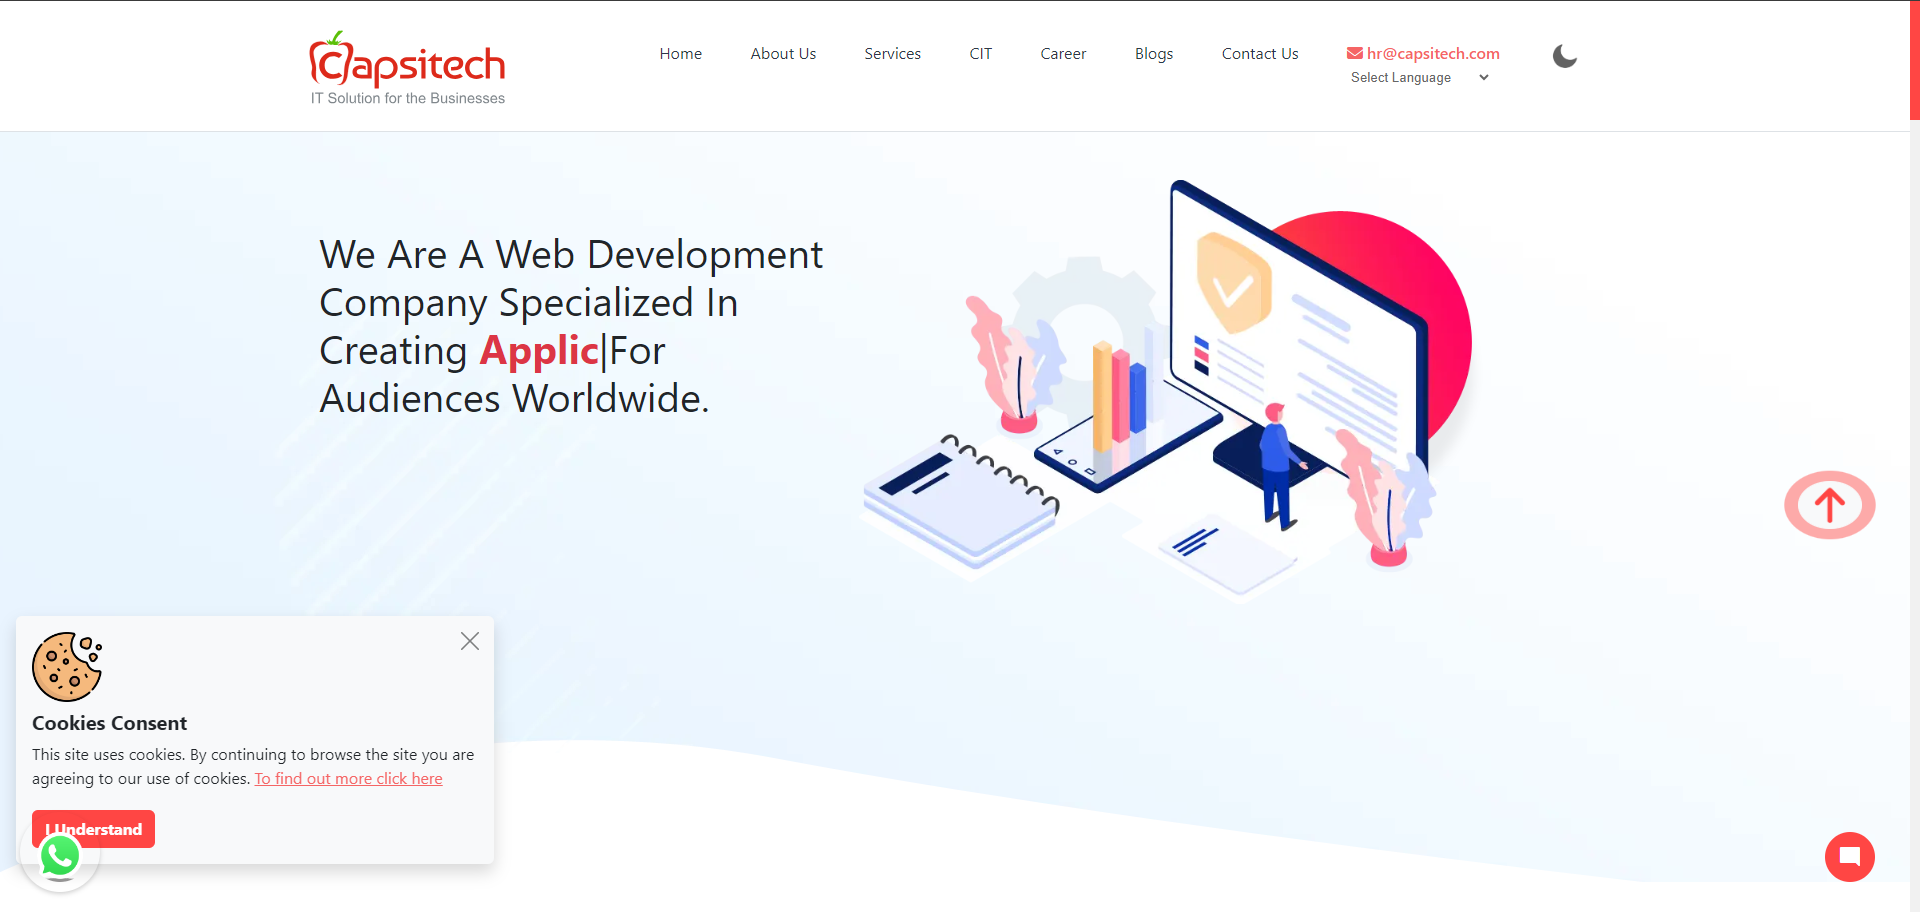 Capsitech
IT Solution for the Businesses
Home
About Us
Services
CIT
Career
Blogs
Contact Us
hr@capsitech.com
Select Language
We Are A Web Development
Company Specialized In
Creating Applic|For
Audiences Worldwide.
Cookies Consent
This site uses cookies. By continuing to browse the site you are
agreeing to our use of cookies. To find out more click here
I Understand